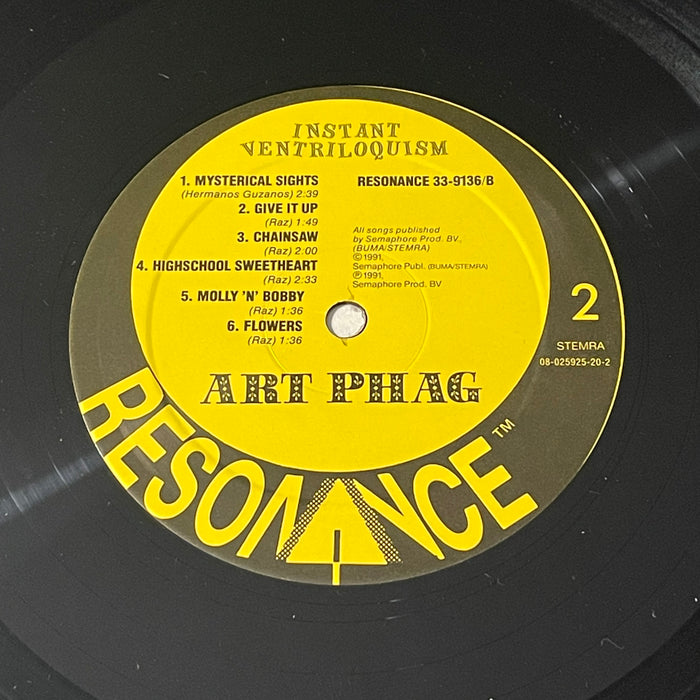 INSTANT
VENTRILOQUISM
1. MYSTERICAL SIGHTS
(Hermanos Guzanos) 2:39
2. GIVE IT UP
(Raz) 1:49
3. CHAINSAW
(Raz) 2:00
4. HIGHSCHOOL SWEETHEART
(Raz) 2:33
5. MOLLY 'N' BOBBY
(Raz) 1:36
6. FLOWERS
(Raz) 1:36
RESONANCE 33-9136/B
All songs published
by Semaphore Prod. BV,
(BUMA/STEMRA)
©1991,
Semaphore Publ. (BUMA/STEMRA)
℗1991,
Semaphore Prod. BV
2
STEMRA
08-025925-20-2
ART PHAG
RESONANCE™